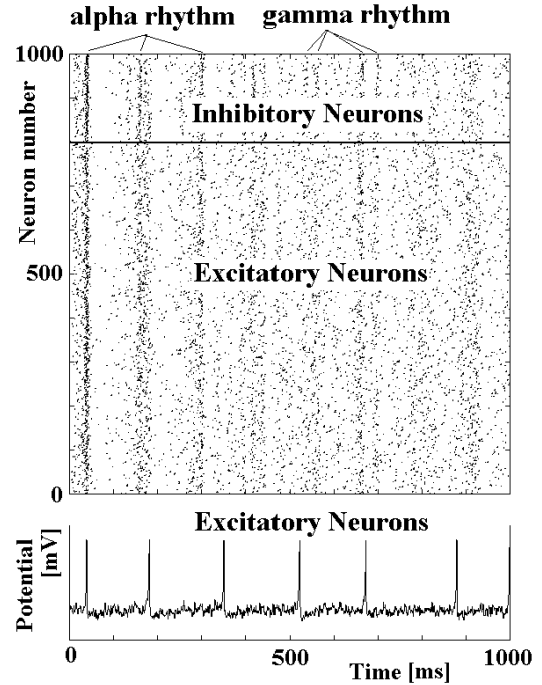 alpha rhythm gamma rhythm
1000
Inhibitory Neurons
Neuron number
500
Excitatory Neurons
0
Excitatory Neurons
Potential
[mV]
0 500 1000
Time [ms]